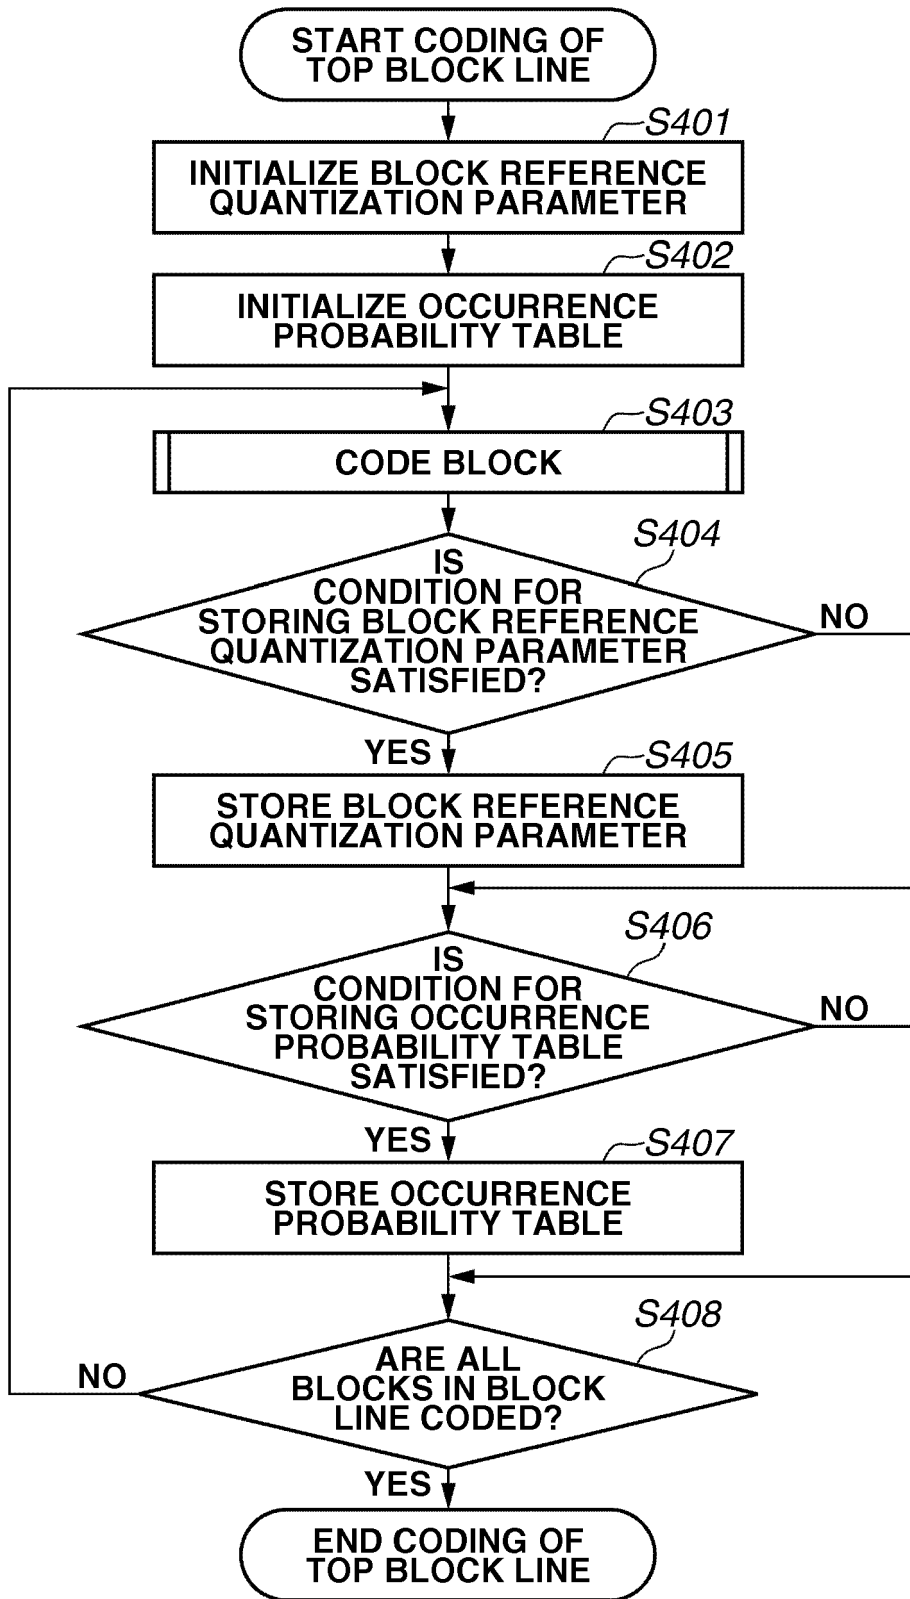 START CODING OF
TOP BLOCK LINE
S401
INITIALIZE BLOCK REFERENCE
QUANTIZATION PARAMETER
S402
INITIALIZE OCCURRENCE
PROBABILITY TABLE
S403
CODE BLOCK
S404
IS
CONDITION FOR
STORING BLOCK REFERENCE
QUANTIZATION PARAMETER
SATISFIED?
NO
YES
S405
STORE BLOCK REFERENCE
QUANTIZATION PARAMETER
S406
IS
CONDITION FOR
STORING OCCURRENCE
PROBABILITY TABLE
SATISFIED?
NO
YES
S407
STORE OCCURRENCE
PROBABILITY TABLE
S408
ARE ALL
BLOCKS IN BLOCK
LINE CODED?
NO
YES
END CODING OF
TOP BLOCK LINE